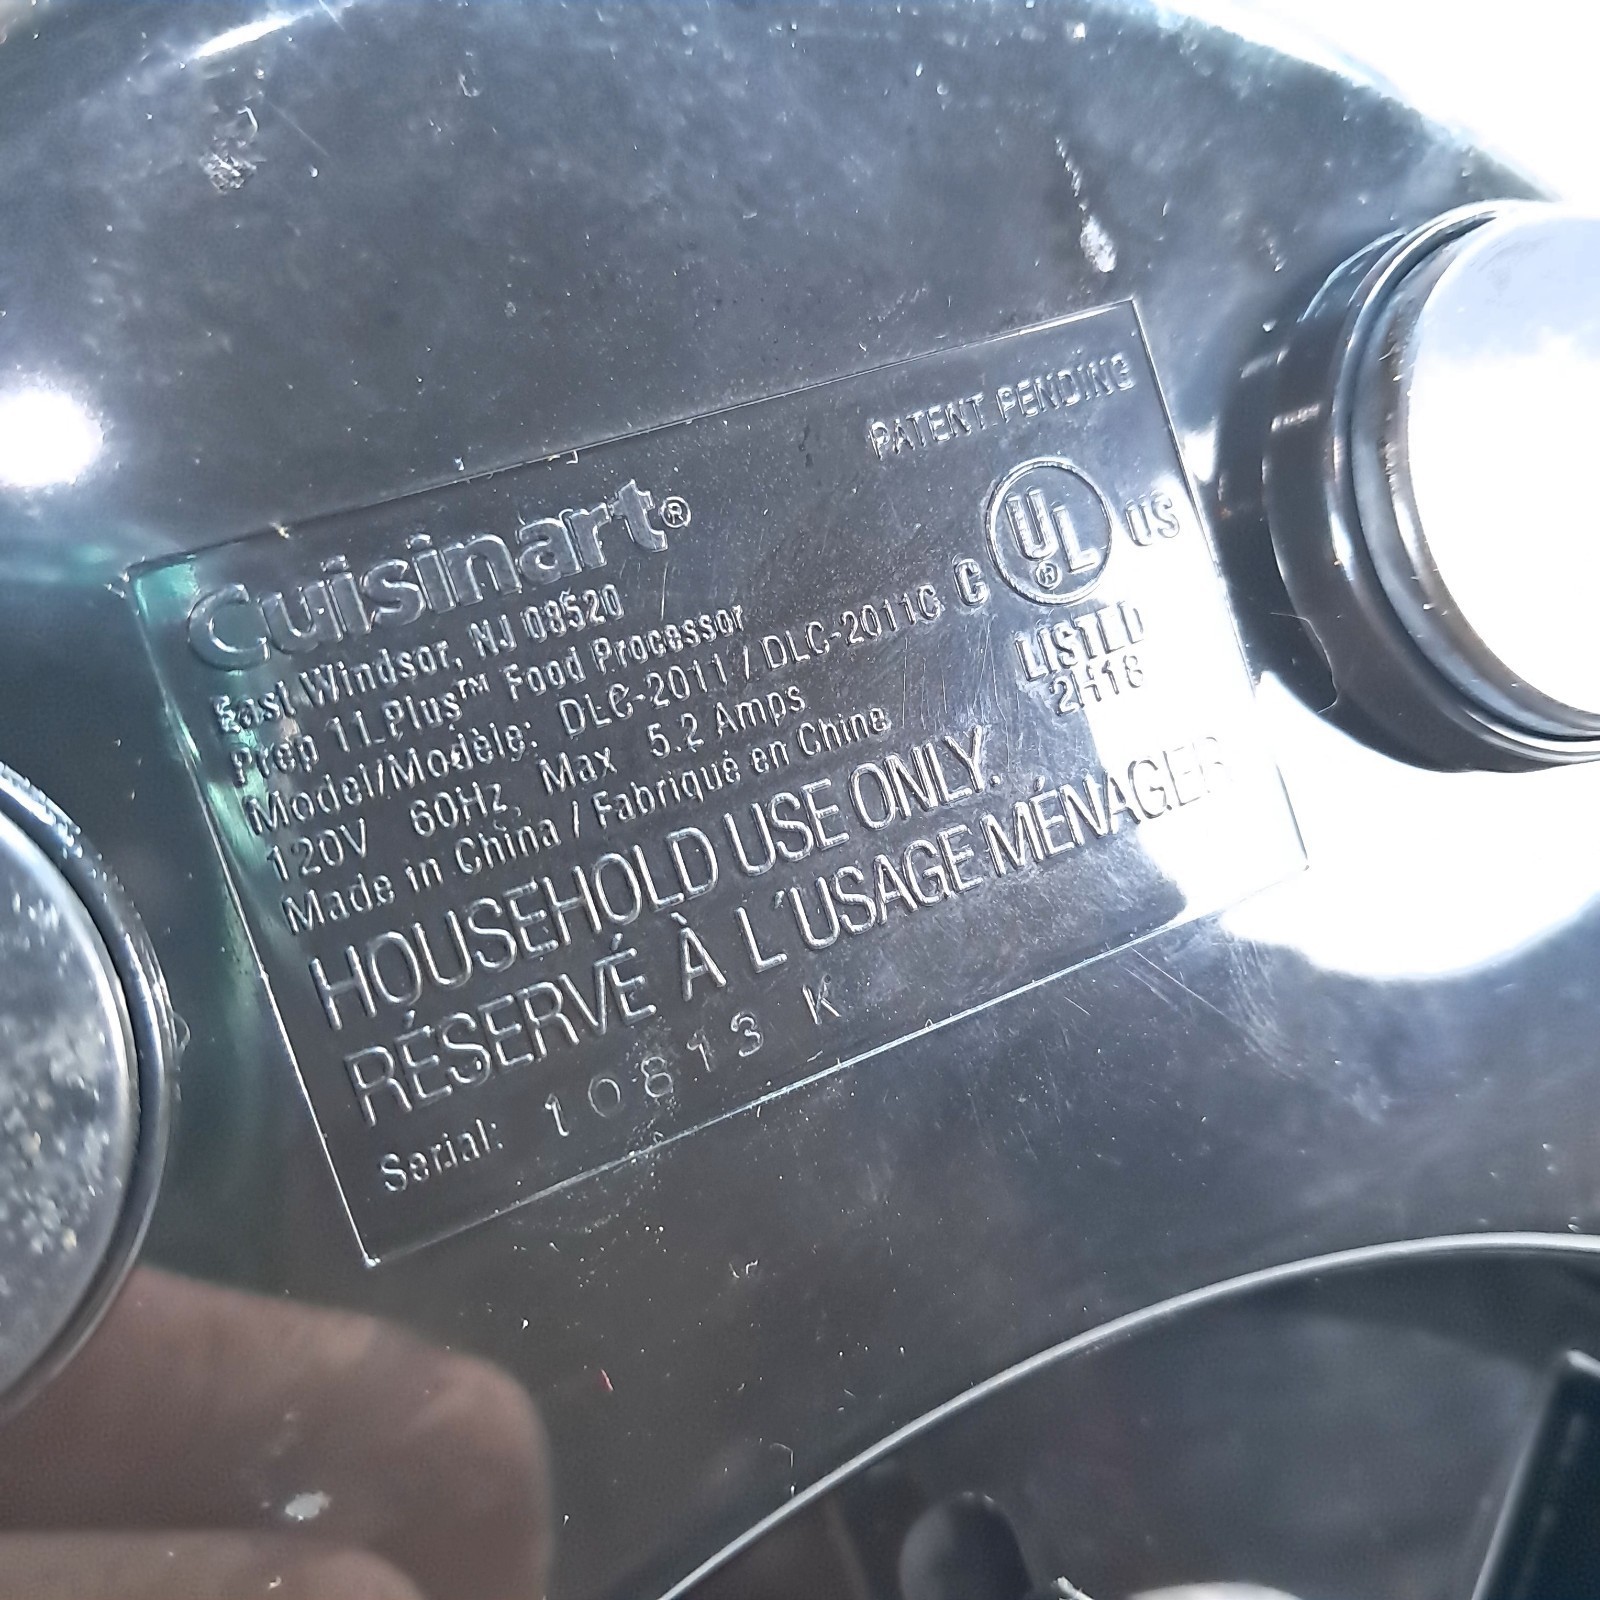 PATENT PENDING
Cuisinart®
East Windsor, NJ 08520
Prep 11 Plus™ Food Processor
Model/Modèle: DLC-2011 / DLC-2011C
120V 60Hz, Max 5.2 Amps
Made in China / Fabriqué en Chine
C UL® US
LISTED
2H18
HOUSEHOLD USE ONLY.
RÉSERVÉ À L'USAGE MÉNAGER
Serial: 10813 K